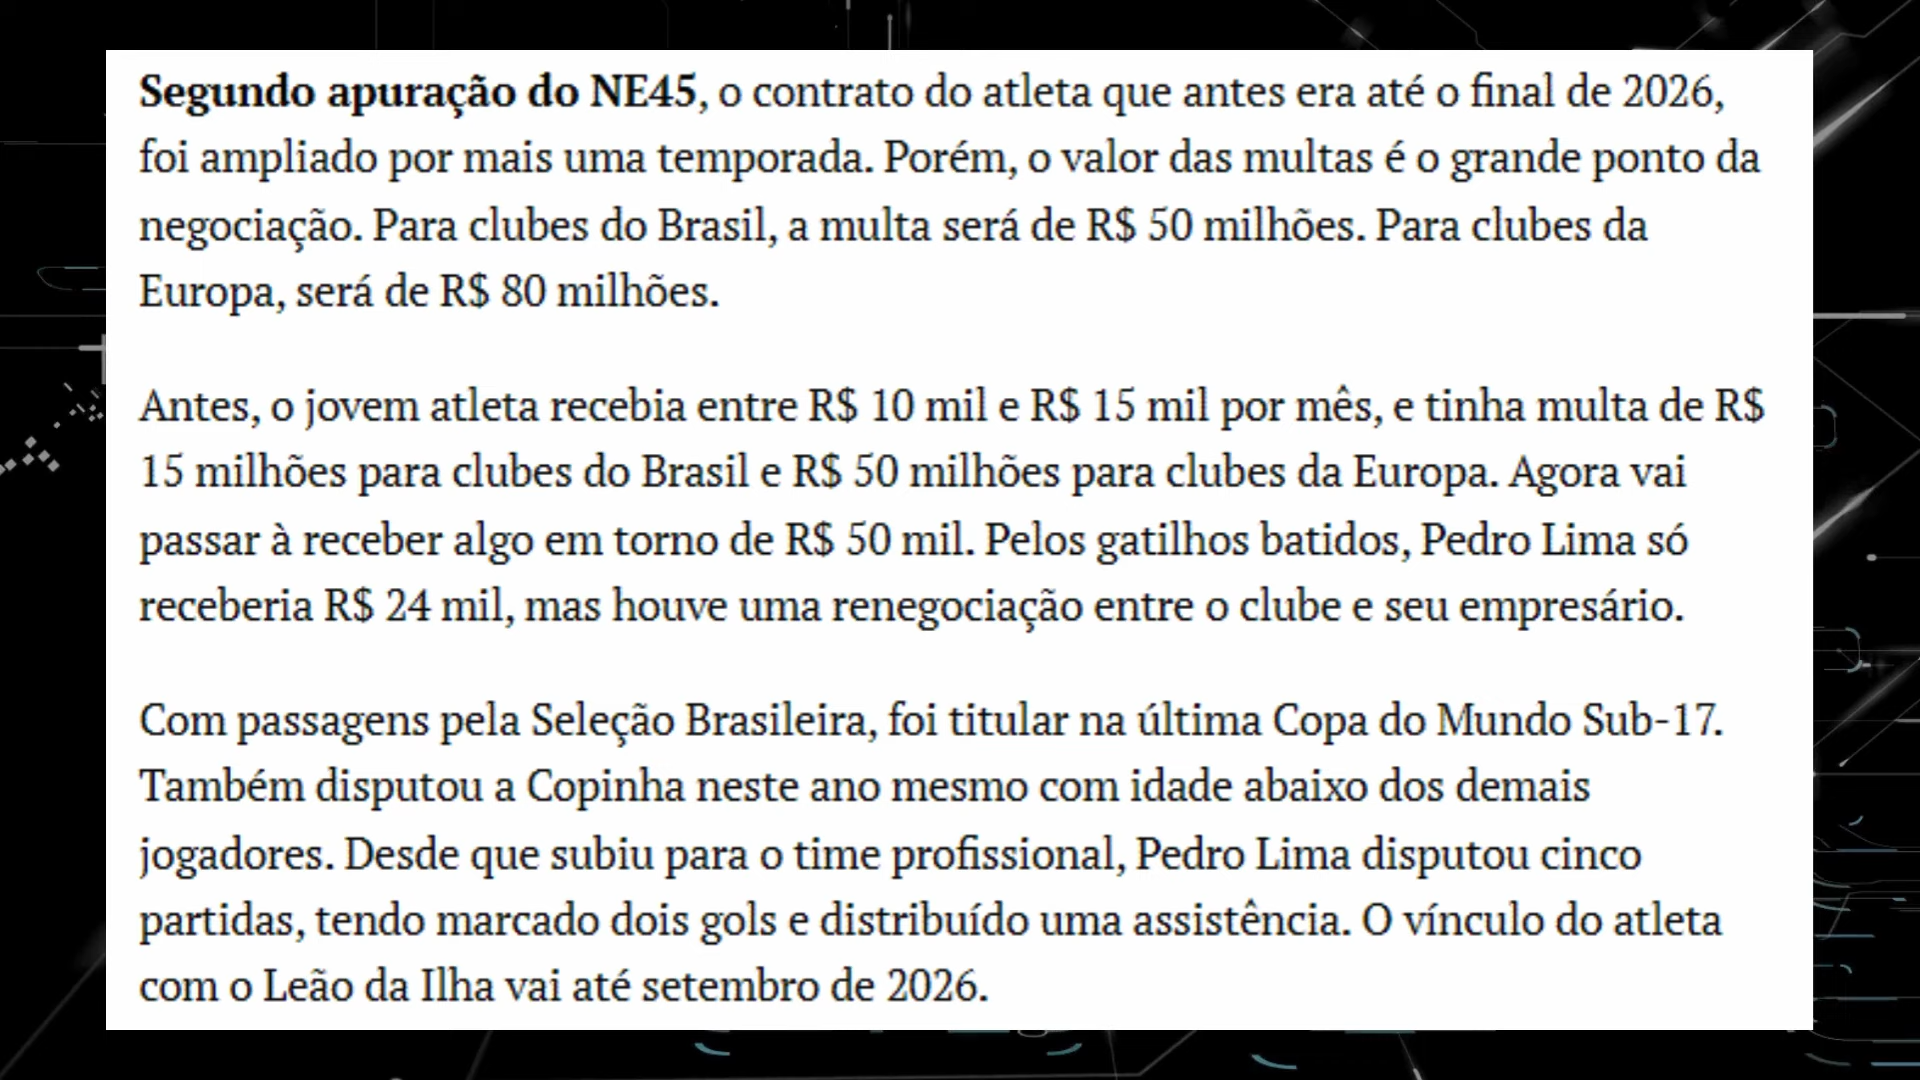 Segundo apuração do NE45, o contrato do atleta que antes era até o final de 2026,
foi ampliado por mais uma temporada. Porém, o valor das multas é o grande ponto da
negociação. Para clubes do Brasil, a multa será de R$ 50 milhões. Para clubes da
Europa, será de R$ 80 milhões.
Antes, o jovem atleta recebia entre R$ 10 mil e R$ 15 mil por mês, e tinha multa de R$
15 milhões para clubes do Brasil e R$ 50 milhões para clubes da Europa. Agora vai
passar à receber algo em torno de R$ 50 mil. Pelos gatilhos batidos, Pedro Lima só
receberia R$ 24 mil, mas houve uma renegociação entre o clube e seu empresário.
Com passagens pela Seleção Brasileira, foi titular na última Copa do Mundo Sub-17.
Também disputou a Copinha neste ano mesmo com idade abaixo dos demais
jogadores. Desde que subiu para o time profissional, Pedro Lima disputou cinco
partidas, tendo marcado dois gols e distribuído uma assistência. O vínculo do atleta
com o Leão da Ilha vai até setembro de 2026.